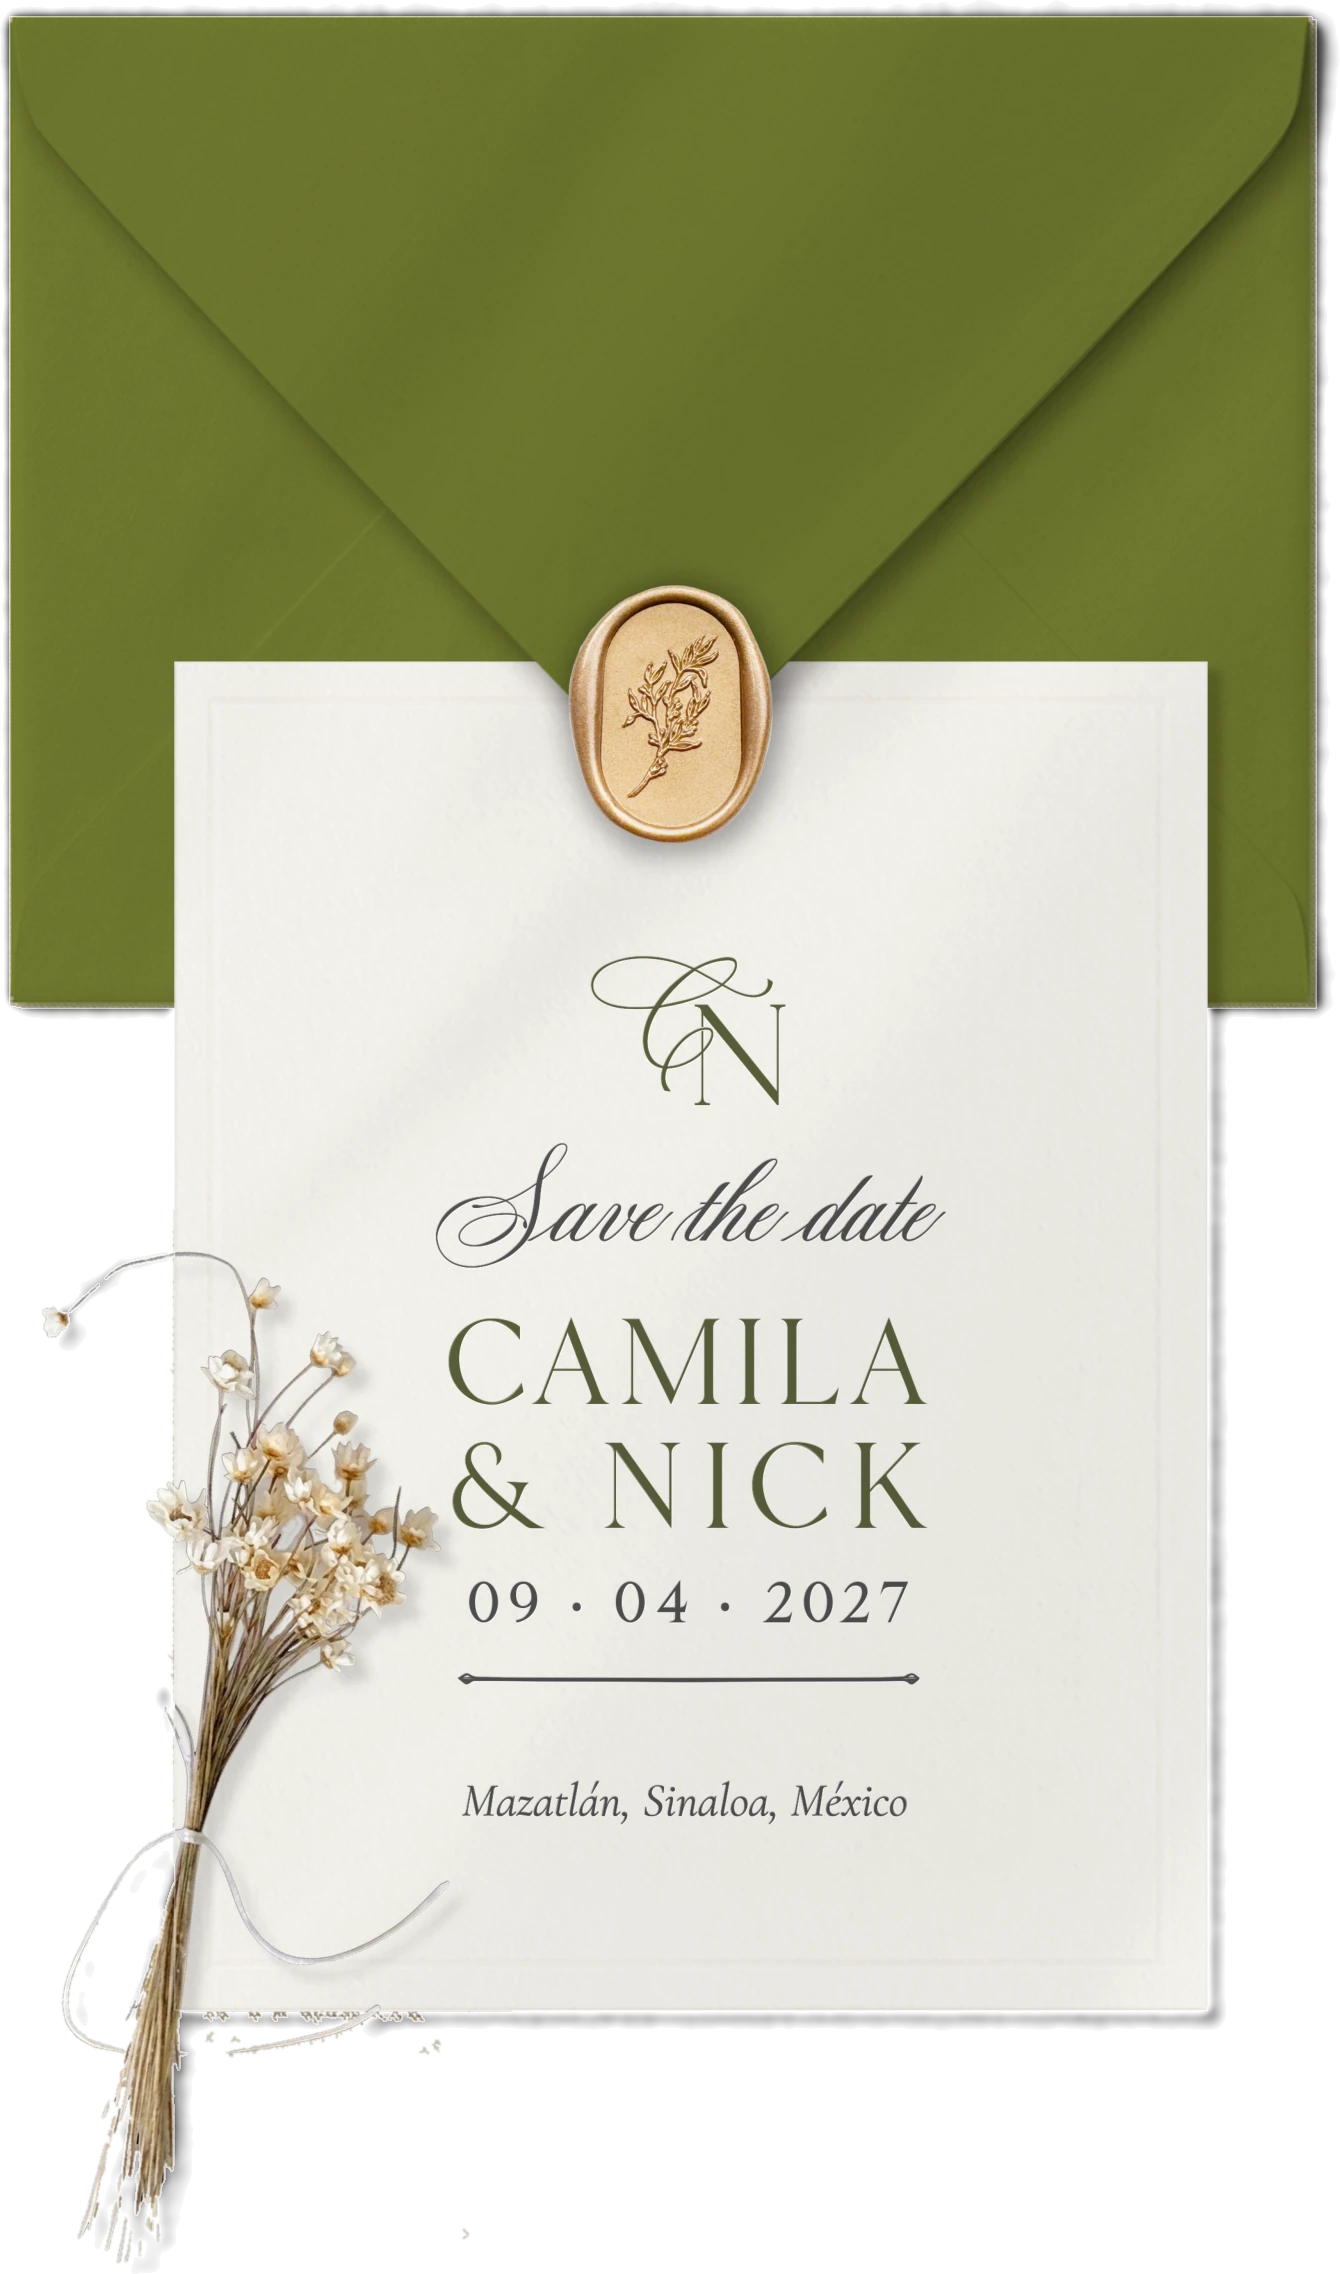 CN
Save the date
CAMILA
& NICK
09 · 04 · 2027
Mazatlán, Sinaloa, México